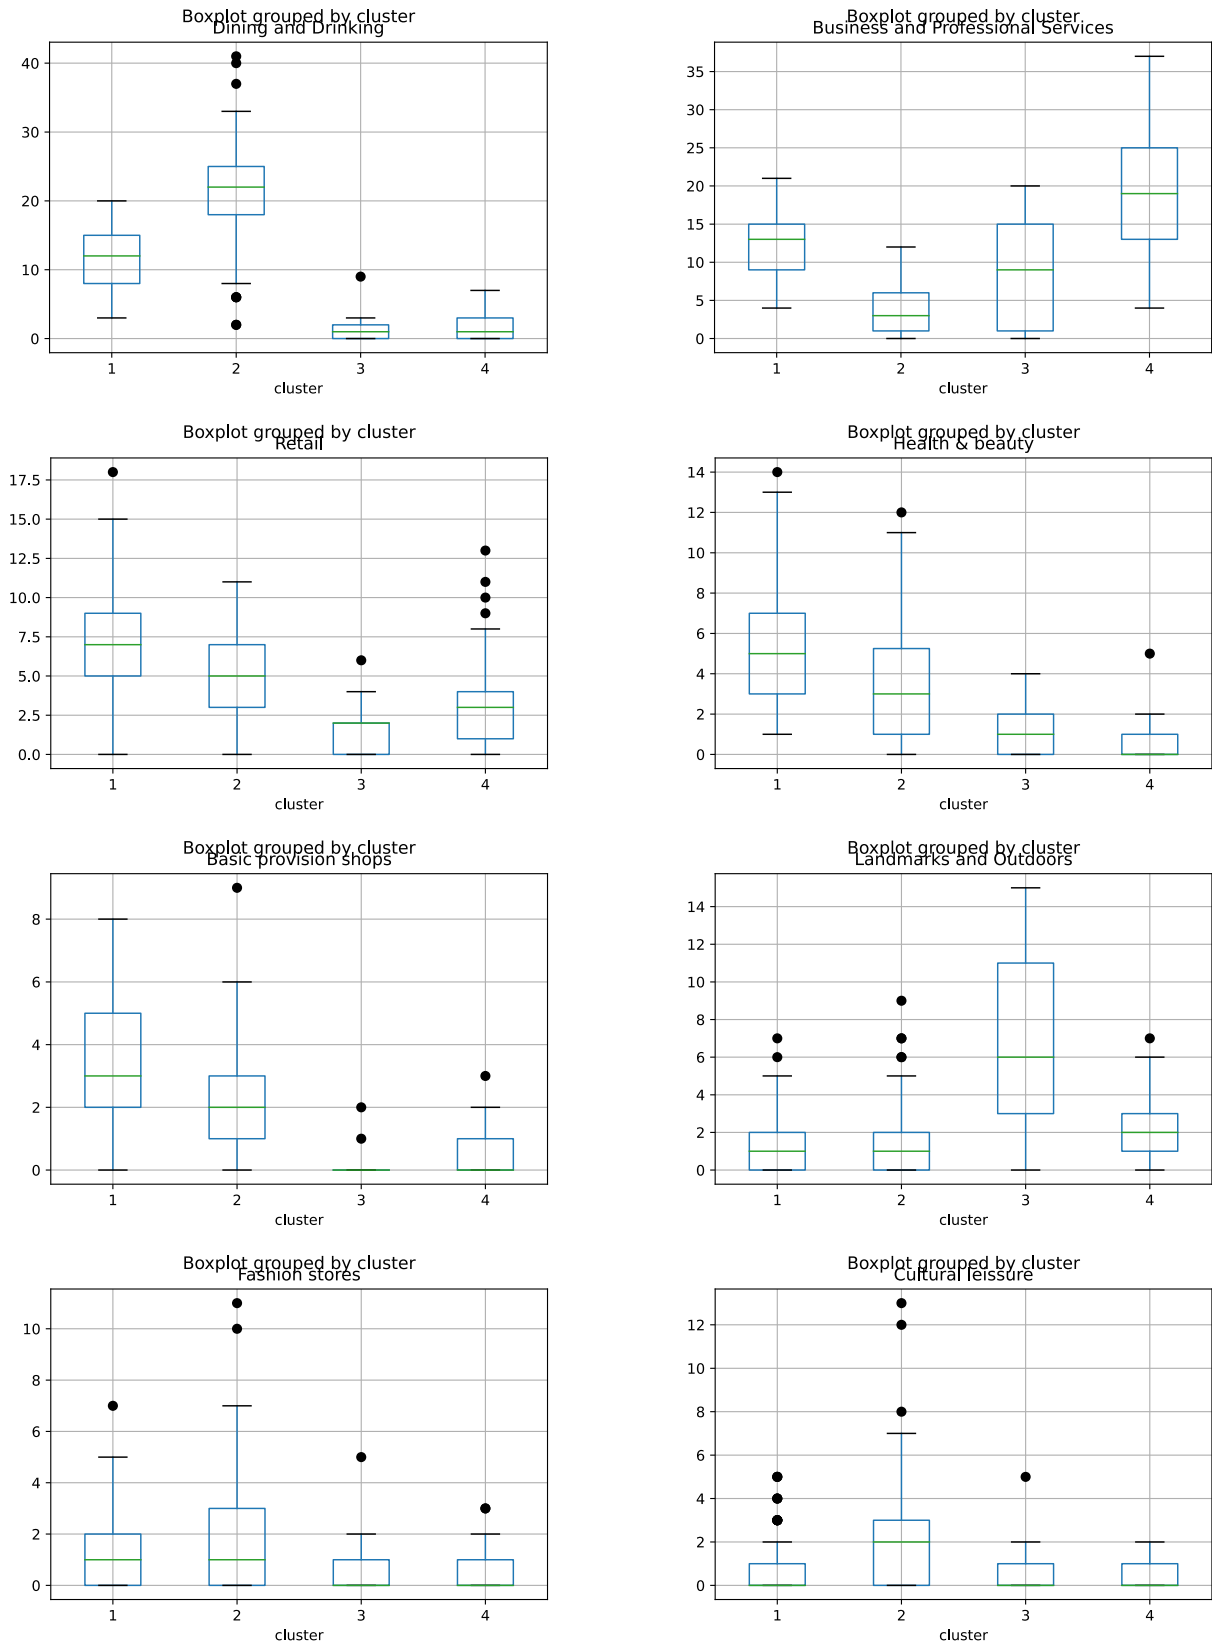 Boxplot grouped by cluster
Dining and Drinking
40
30
20
10
0
1 2 3 4
cluster
Boxplot grouped by cluster
Business and Professional Services
35
30
25
20
15
10
5
0
1 2 3 4
cluster
Boxplot grouped by cluster
Retail
17.5
15.0
12.5
10.0
7.5
5.0
2.5
0.0
1 2 3 4
cluster
Boxplot grouped by cluster
Health & beauty
14
12
10
8
6
4
2
0
1 2 3 4
cluster
Boxplot grouped by cluster
Basic provision shops
8
6
4
2
0
1 2 3 4
cluster
Boxplot grouped by cluster
Landmarks and Outdoors
14
12
10
8
6
4
2
0
1 2 3 4
cluster
Boxplot grouped by cluster
Fashion stores
10
8
6
4
2
0
1 2 3 4
cluster
Boxplot grouped by cluster
Cultural leissure
12
10
8
6
4
2
0
1 2 3 4
cluster